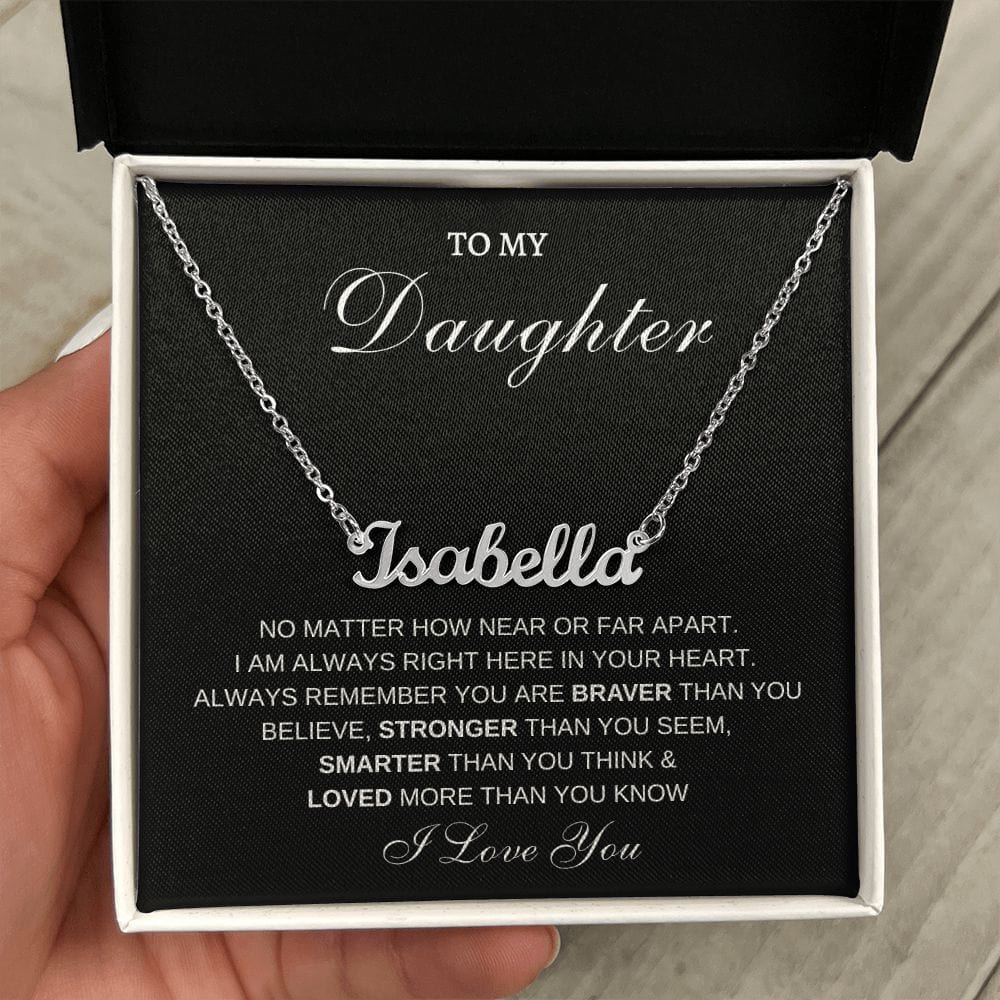 TO MY
Daughter
Isabella
NO MATTER HOW NEAR OR FAR APART.
I AM ALWAYS RIGHT HERE IN YOUR HEART.
ALWAYS REMEMBER YOU ARE BRAVER THAN YOU
BELIEVE, STRONGER THAN YOU SEEM,
SMARTER THAN YOU THINK &
LOVED MORE THAN YOU KNOW
I Love You